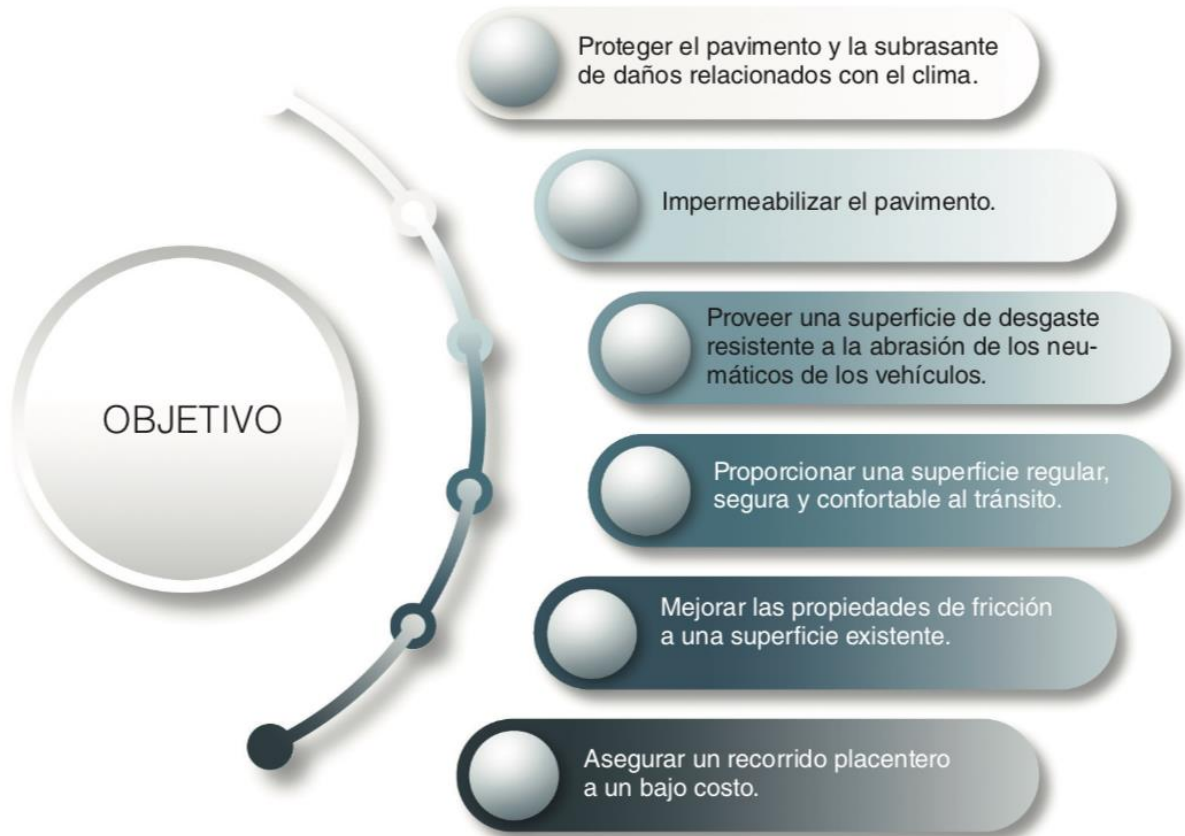 Proteger el pavimento y la subrasante
de daños relacionados con el clima.
Impermeabilizar el pavimento.
Proveer una superficie de desgaste
resistente a la abrasión de los neu-
máticos de los vehículos.
OBJETIVO
Proporcionar una superficie regular,
segura y confortable al tránsito.
Mejorar las propiedades de fricción
a una superficie existente.
Asegurar un recorrido placentero
a un bajo costo.